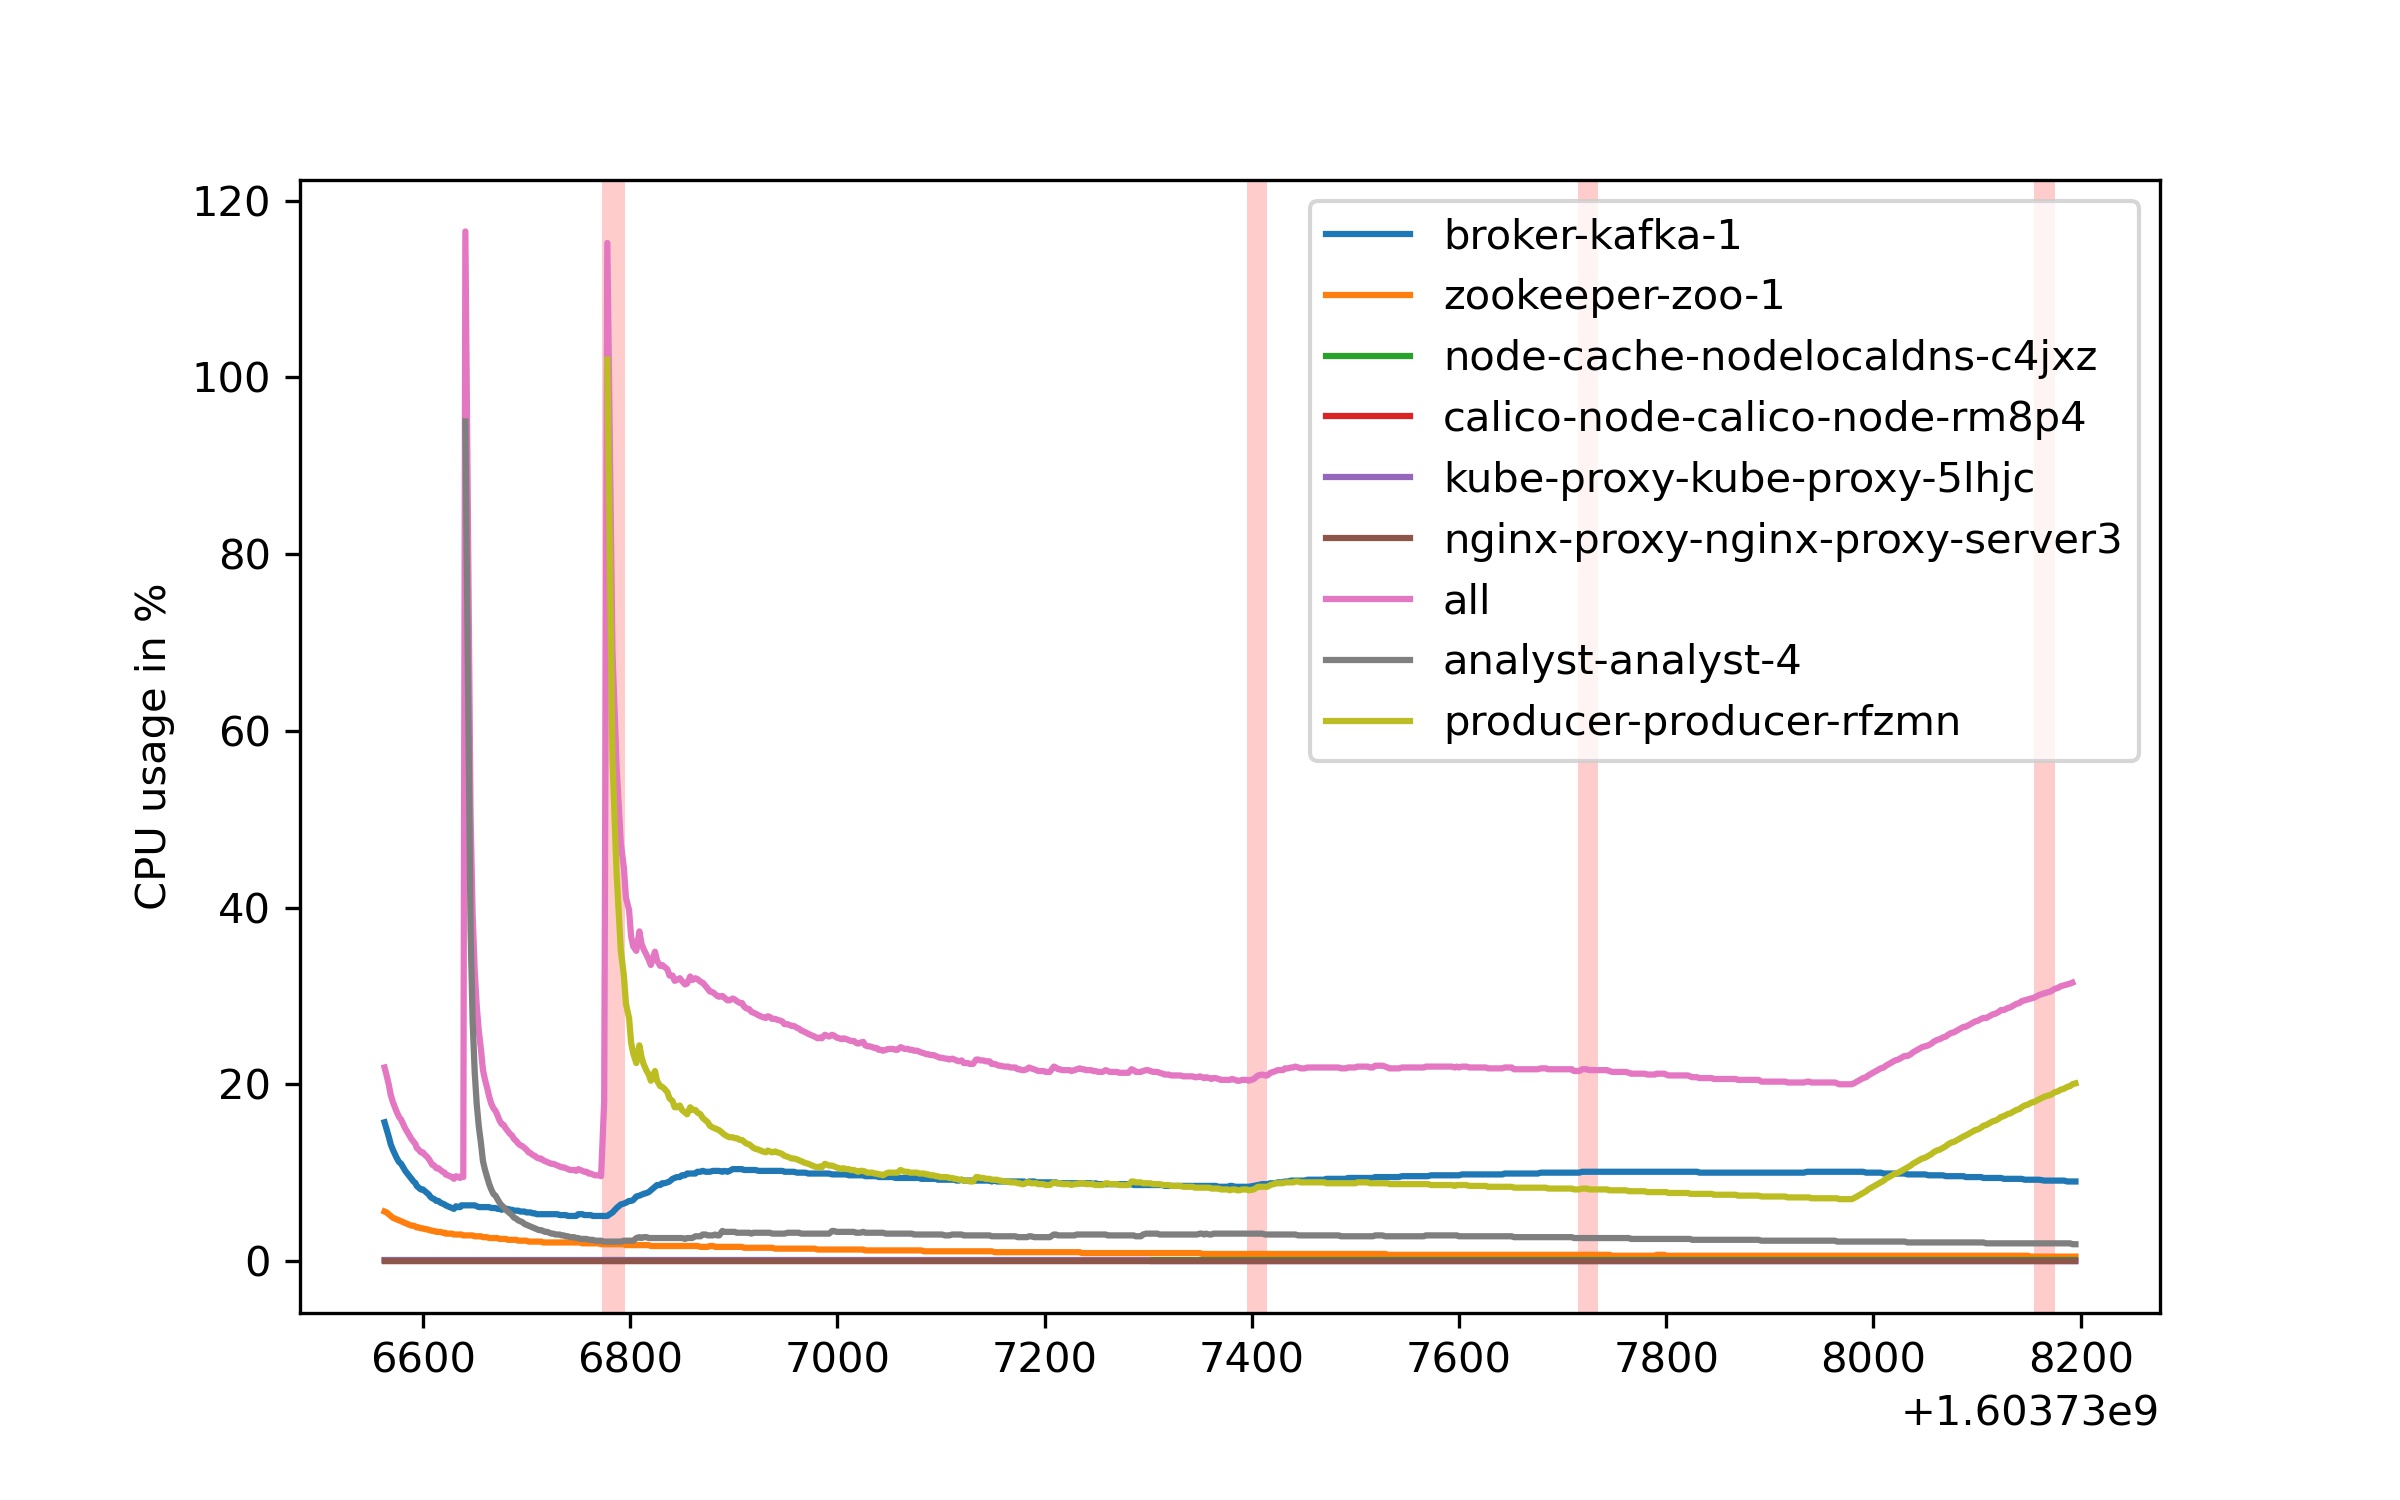 120
100
80
60
40
20
0
CPU usage in %
broker-kafka-1
zookeeper-zoo-1
node-cache-nodelocaldns-c4jxz
calico-node-calico-node-rm8p4
kube-proxy-kube-proxy-5lhjc
nginx-proxy-nginx-proxy-server3
all
analyst-analyst-4
producer-producer-rfzmn
6600 6800 7000 7200 7400 7600 7800 8000 8200
+1.60373e9